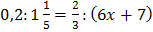 0,2: 1 1/5 = 2/3 : (6x + 7)